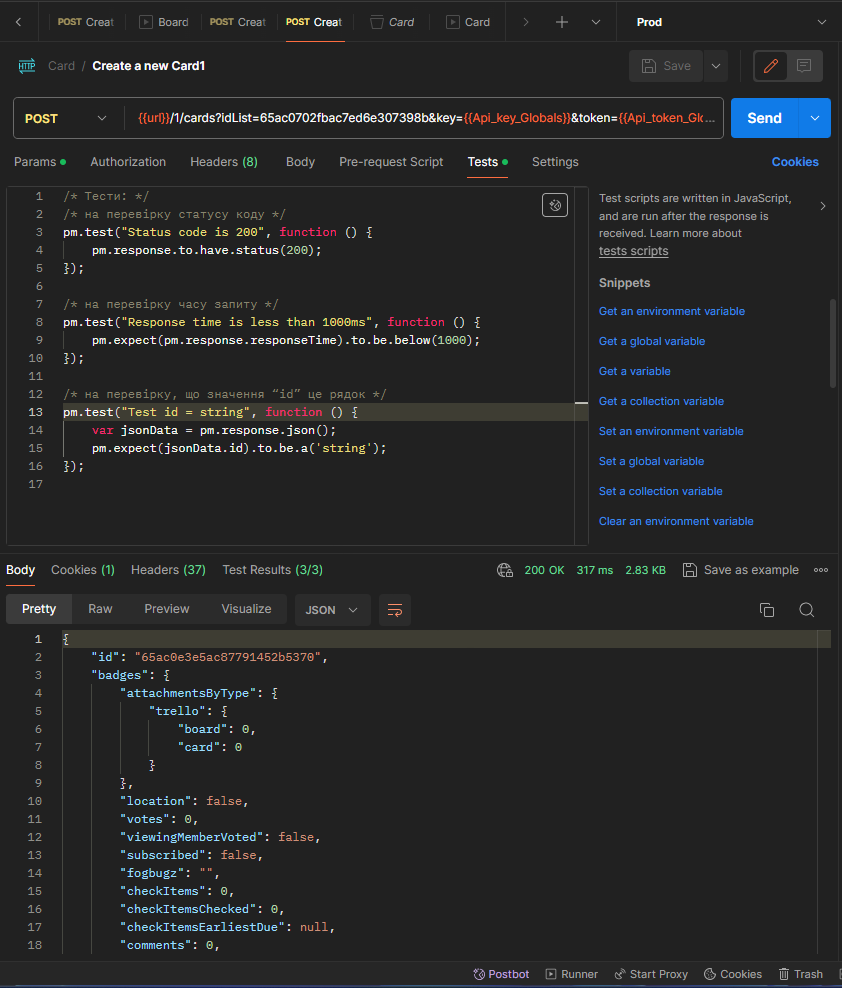 POST Creat
Board
POST Creat
POST Creat
Card
Card
Prod
HTTP
Card / Create a new Card1
Save
POST
{{url}}/1/cards?idList=65ac0702fbac7ed6e307398b&key={{Api_key_Globals}}&token={{Api_token_Glo...
Send
Params
Authorization
Headers (8)
Body
Pre-request Script
Tests
Settings
Cookies
1 /* Тести: */
2 /* на перевірку статусу коду */
3 pm.test("Status code is 200", function () {
4     pm.response.to.have.status(200);
5 });
6
7 /* на перевірку часу запиту */
8 pm.test("Response time is less than 1000ms", function () {
9     pm.expect(pm.response.responseTime).to.be.below(1000);
10 });
11
12 /* на перевірку, що значення “id” це рядок */
13 pm.test("Test id = string", function () {
14     var jsonData = pm.response.json();
15     pm.expect(jsonData.id).to.be.a('string');
16 });
17
Test scripts are written in JavaScript,
and are run after the response is
received. Learn more about
tests scripts
Snippets
Get an environment variable
Get a global variable
Get a variable
Get a collection variable
Set an environment variable
Set a global variable
Set a collection variable
Clear an environment variable
Body
Cookies (1)
Headers (37)
Test Results (3/3)
200 OK
317 ms
2.83 KB
Save as example
Pretty
Raw
Preview
Visualize
JSON
1 {
2     "id": "65ac0e3e5ac87791452b5370",
3     "badges": {
4         "attachmentsByType": {
5             "trello": {
6                 "board": 0,
7                 "card": 0
8             }
9         },
10         "location": false,
11         "votes": 0,
12         "viewingMemberVoted": false,
13         "subscribed": false,
14         "fogbugz": "",
15         "checkItems": 0,
16         "checkItemsChecked": 0,
17         "checkItemsEarliestDue": null,
18         "comments": 0,
Postbot
Runner
Start Proxy
Cookies
Trash